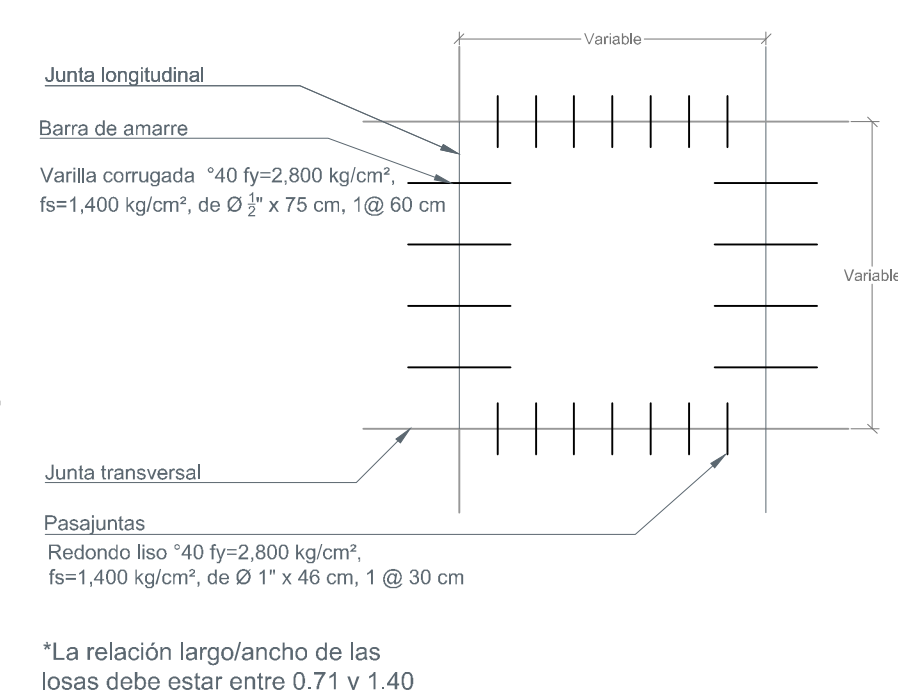 Variable
Junta longitudinal
Barra de amarre
Varilla corrugada °40 fy=2,800 kg/cm²,
fs=1,400 kg/cm², de Ø ½" x 75 cm, 1@ 60 cm
Variable
Junta transversal
Pasajuntas
Redondo liso °40 fy=2,800 kg/cm²,
fs=1,400 kg/cm², de Ø 1" x 46 cm, 1 @ 30 cm
*La relación largo/ancho de las
losas debe estar entre 0.71 y 1.40